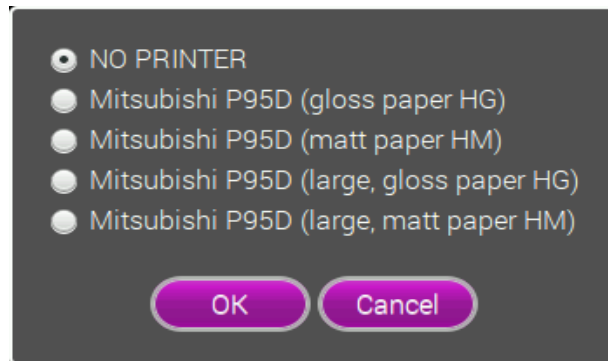 NO PRINTER
Mitsubishi P95D (gloss paper HG)
Mitsubishi P95D (matt paper HM)
Mitsubishi P95D (large, gloss paper HG)
Mitsubishi P95D (large, matt paper HM)
OK Cancel